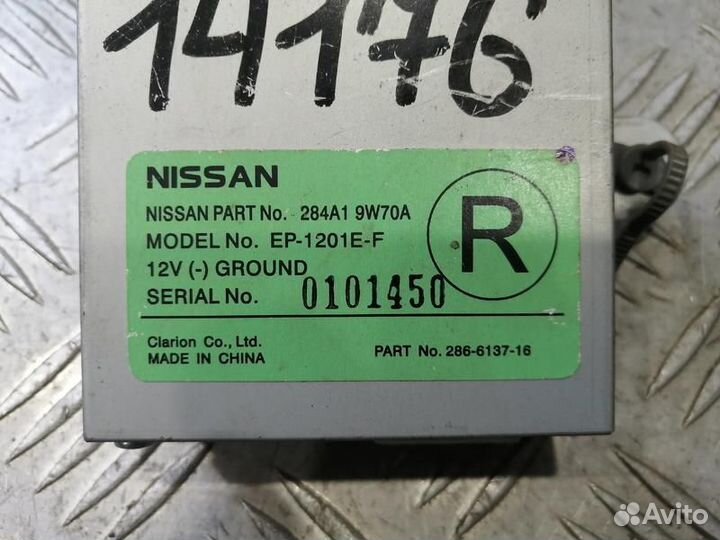 14176
NISSAN
NISSAN PART No. 284A1 9W70A
MODEL No. EP-1201E-F
12V (-) GROUND
SERIAL No. 0101450
R
Clarion Co., Ltd.
MADE IN CHINA
PART No. 286-6137-16
Avito